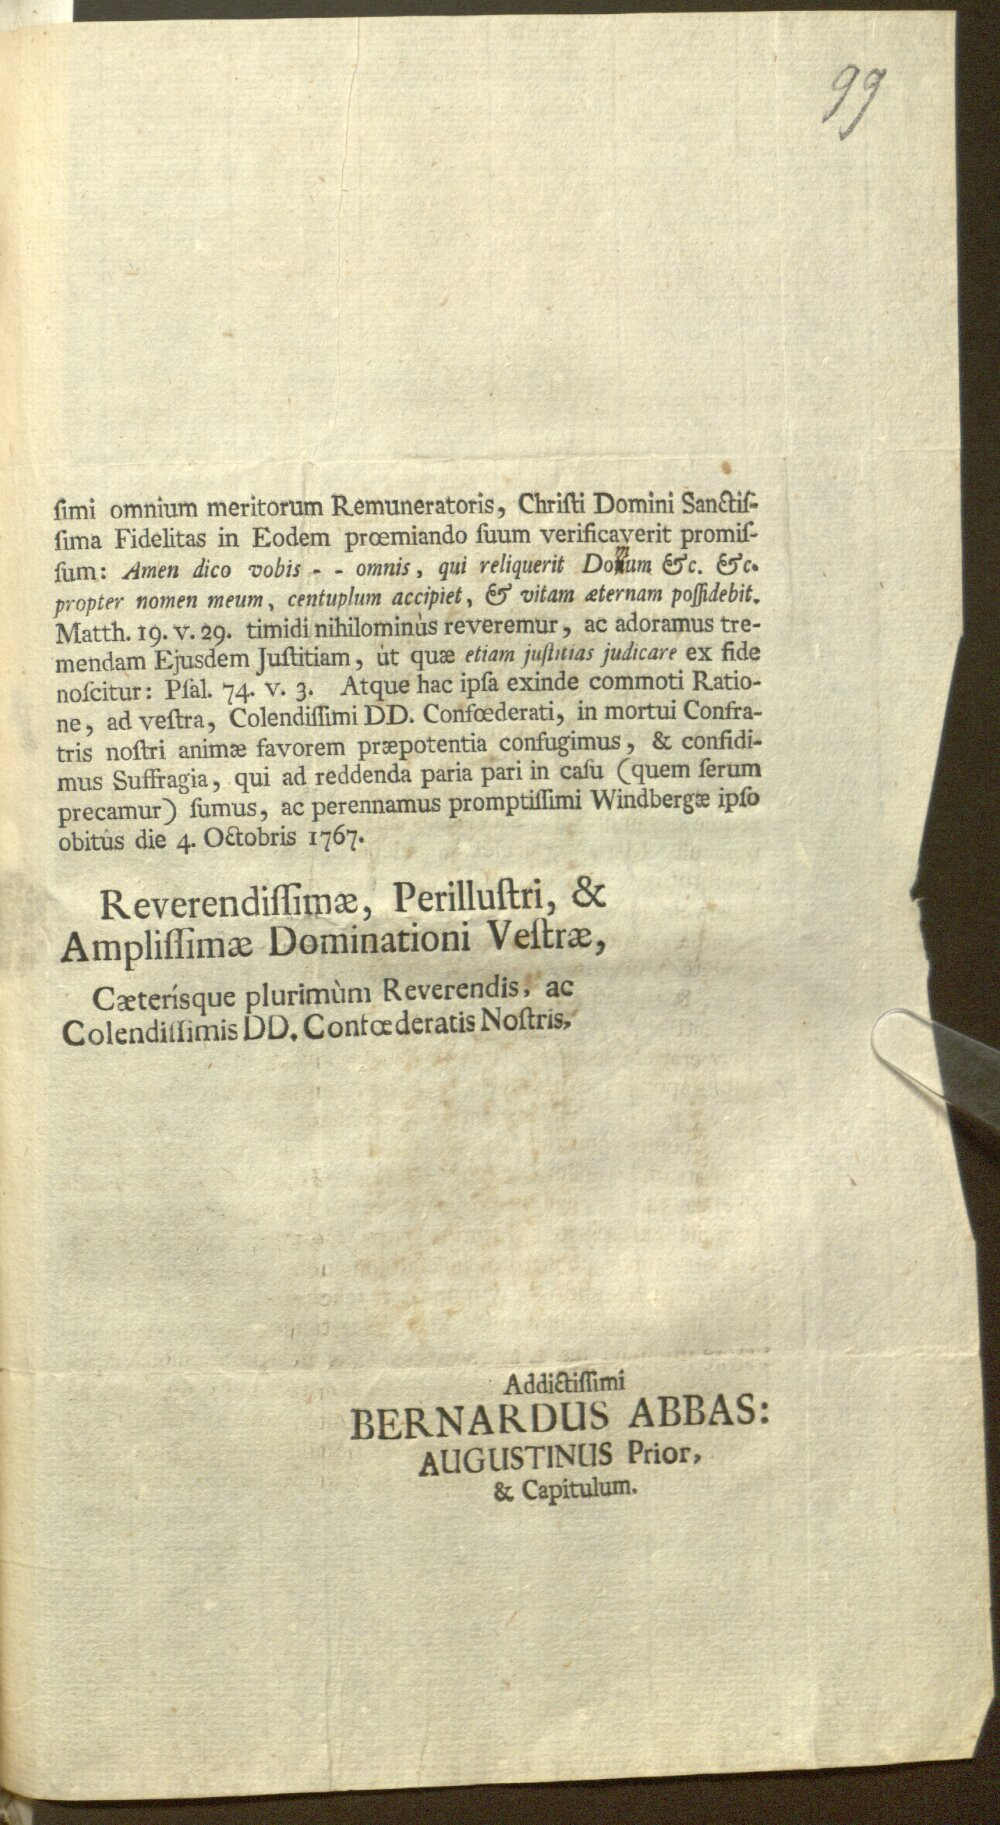 99
ſimi omnium meritorum Remuneratoris, Chriſti Domini Sanctiſ-
ſima Fidelitas in Eodem prœmiando ſuum verificaverit promiſ-
ſum: Amen dico vobis - - omnis, qui reliquerit Domum &c. &c.
propter nomen meum, centuplum accipiet, & vitam æternam poſſidebit.
Matth. 19. v. 29. timidi nihilominùs reveremur, ac adoramus tre-
mendam Ejusdem Juſtitiam, ùt quæ etiam juſtitias judicare ex fide
noſcitur: Pſal. 74. v. 3. Atque hac ipſa exinde commoti Ratio-
ne, ad veſtra, Colendiſſimi DD. Confœderati, in mortui Confra-
tris noſtri animæ favorem præpotentia confugimus, & confidi-
mus Suffragia, qui ad reddenda paria pari in caſu (quem ſerum
precamur) ſumus, ac perennamus promptiſſimi Windbergæ ipſo
obitûs die 4. Octobris 1767.
Reverendiſſimæ, Perilluſtri, &
Ampliſſimæ Dominationi Veſtræ,
Cæterísque plurimùm Reverendis, ac
Colendiſſimis DD. Confœderatis Noſtris,
Addictiſſimi
BERNARDUS ABBAS:
AUGUSTINUS Prior,
& Capitulum.